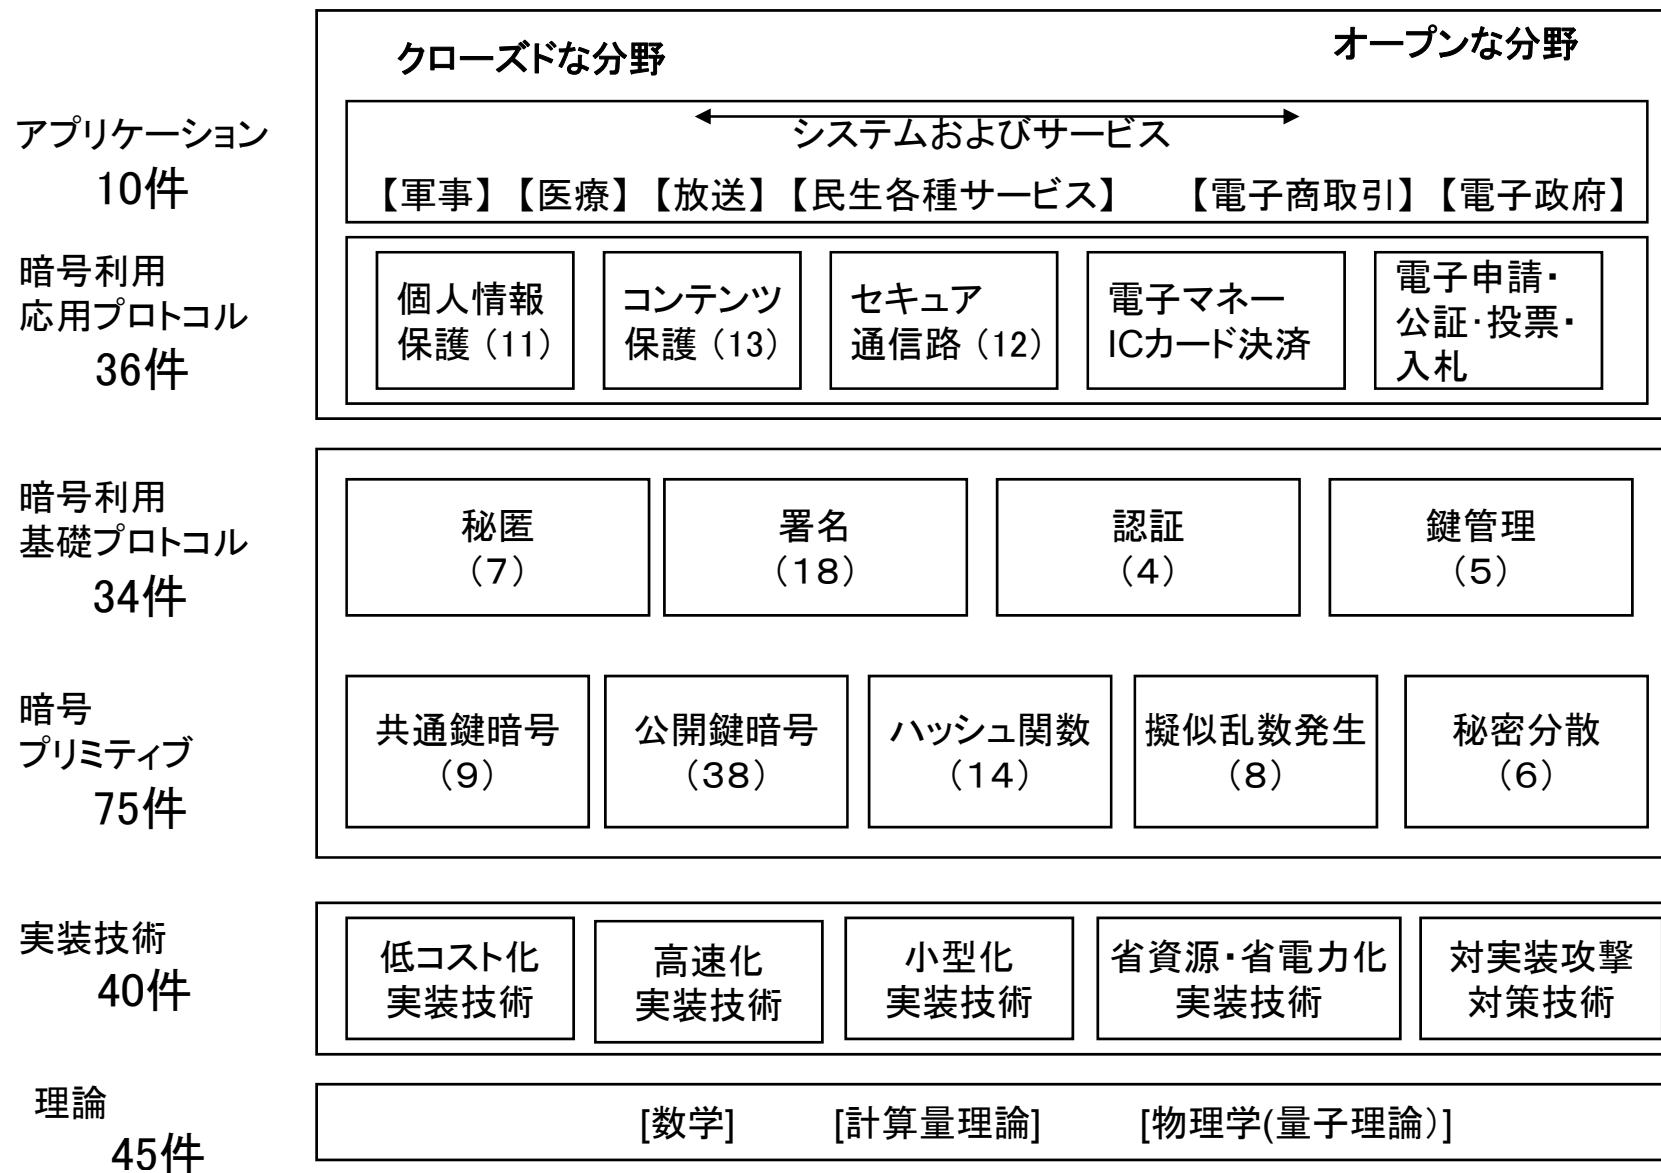 クローズドな分野
オープンな分野
アプリケーション
10件
システムおよびサービス
【軍事】【医療】【放送】【民生各種サービス】 【電子商取引】【電子政府】
暗号利用
応用プロトコル
36件
個人情報
保護（11）
コンテンツ
保護（13）
セキュア
通信路（12）
電子マネー
ICカード決済
電子申請・
公証・投票・
入札
暗号利用
基礎プロトコル
34件
秘匿
（7）
署名
（18）
認証
（4）
鍵管理
（5）
暗号
プリミティブ
75件
共通鍵暗号
（9）
公開鍵暗号
（38）
ハッシュ関数
（14）
擬似乱数発生
（8）
秘密分散
（6）
実装技術
40件
低コスト化
実装技術
高速化
実装技術
小型化
実装技術
省資源・省電力化
実装技術
対実装攻撃
対策技術
理論
45件
[数学] [計算量理論] [物理学(量子理論）]